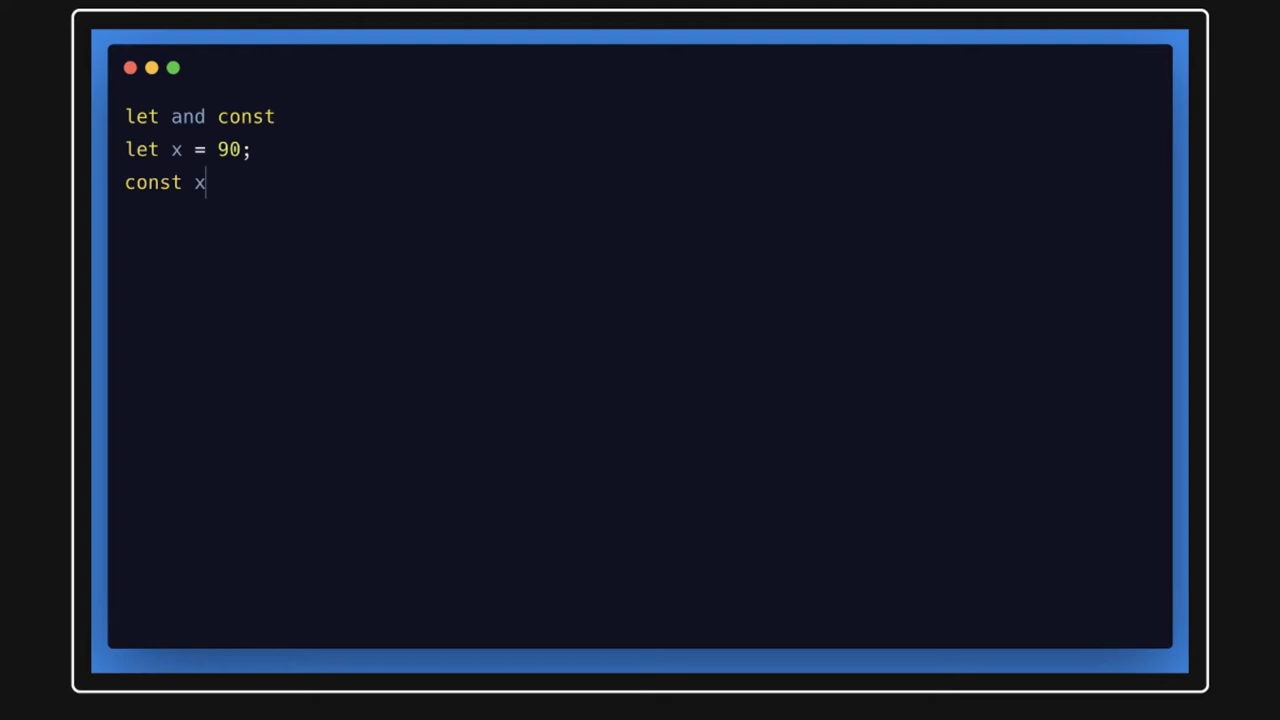 let and const
let x = 90;
const x